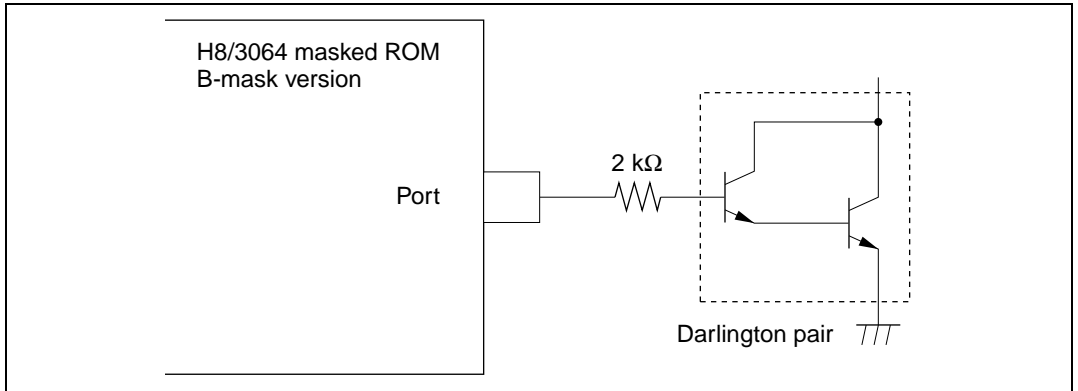 H8/3064 masked ROM
B-mask version
Port
2 kΩ
Darlington pair